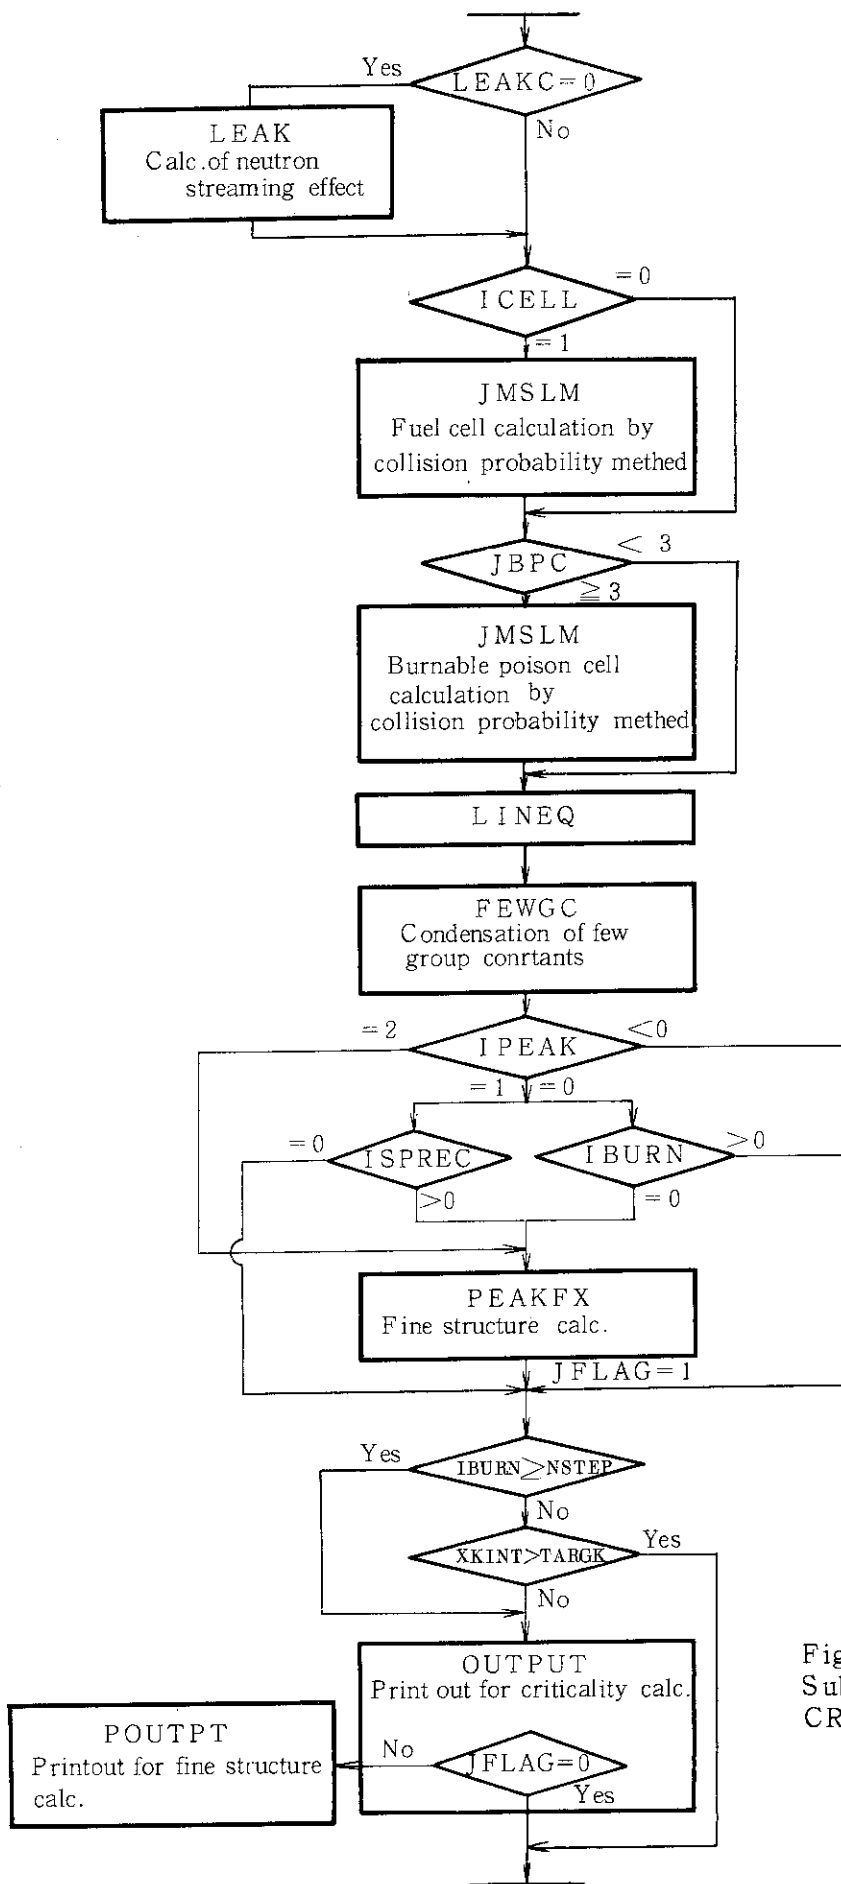 Yes
LEAKC=0
No
LEAK
Calc.of neutron
streaming effect
=0
ICELL
=1
JMSLM
Fuel cell calculation by
collision probability methed
< 3
JBPC
≧3
JMSLM
Burnable poison cell
calculation by
collision probability methed
LINEQ
FEWGC
Condensation of few
group conrtants
=2
IPEAK
<0
=1
=0
=0
ISPREC
>0
IBURN
>0
=0
PEAKFX
Fine structure calc.
JFLAG=1
Yes
IBURN≥NSTEP
No
XKINT>TARGK
Yes
No
OUTPUT
Print out for criticality calc.
POUTPT
Printout for fine structure
calc.
No
JFLAG=0
Yes
Fig
Sul
CR